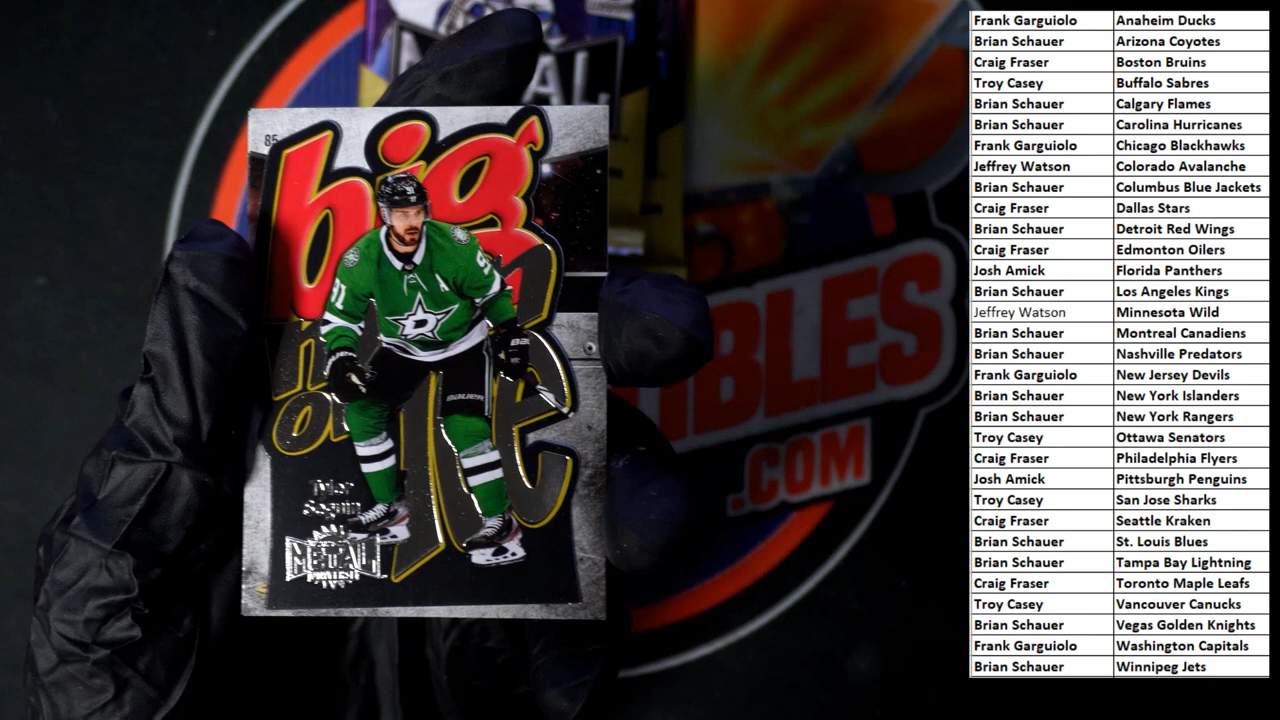 Frank Garguiolo Anaheim Ducks
Brian Schauer Arizona Coyotes
Craig Fraser Boston Bruins
Troy Casey Buffalo Sabres
Brian Schauer Calgary Flames
Brian Schauer Carolina Hurricanes
Frank Garguiolo Chicago Blackhawks
Jeffrey Watson Colorado Avalanche
Brian Schauer Columbus Blue Jackets
Craig Fraser Dallas Stars
Brian Schauer Detroit Red Wings
Craig Fraser Edmonton Oilers
Josh Amick Florida Panthers
Brian Schauer Los Angeles Kings
Jeffrey Watson Minnesota Wild
Brian Schauer Montreal Canadiens
Brian Schauer Nashville Predators
Frank Garguiolo New Jersey Devils
Brian Schauer New York Islanders
Brian Schauer New York Rangers
Troy Casey Ottawa Senators
Craig Fraser Philadelphia Flyers
Josh Amick Pittsburgh Penguins
Troy Casey San Jose Sharks
Craig Fraser Seattle Kraken
Brian Schauer St. Louis Blues
Brian Schauer Tampa Bay Lightning
Craig Fraser Toronto Maple Leafs
Troy Casey Vancouver Canucks
Brian Schauer Vegas Golden Knights
Frank Garguiolo Washington Capitals
Brian Schauer Winnipeg Jets
85
big
91
91
A
D
BAUER
Tyler
Seguin
METAL
UNIVERSE
.COM